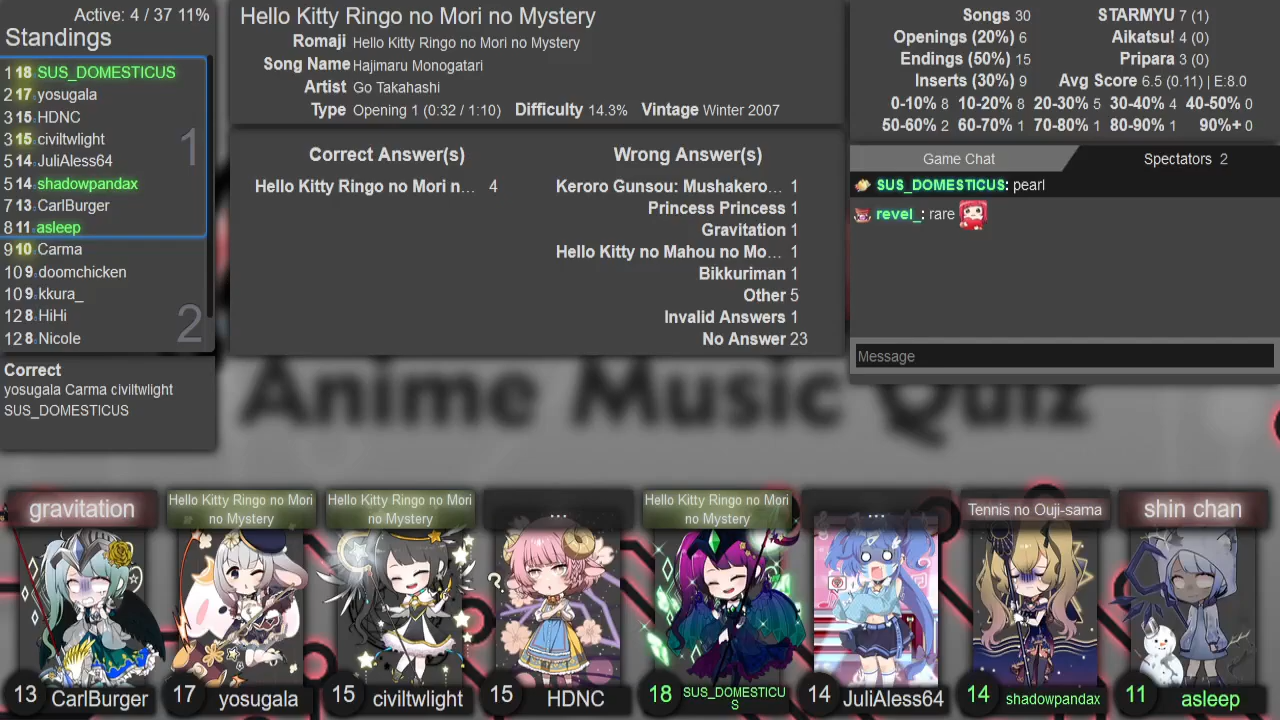 Active: 4 / 37 11%
Standings
1 18 SUS_DOMESTICUS
2 17 yosugala
3 15 HDNC
3 15 civiltwlight
5 14 JuliAless64
5 14 shadowpandax
7 13 CarlBurger
8 11 asleep
1
9 10 Carma
10 9 doomchicken
10 9 kkura_
12 8 HiHi
12 8 Nicole
2
Correct
yosugala Carma civiltwlight
SUS_DOMESTICUS
Hello Kitty Ringo no Mori no Mystery
Romaji Hello Kitty Ringo no Mori no Mystery
Song Name Hajimaru Monogatari
Artist Go Takahashi
Type Opening 1 (0:32 / 1:10) Difficulty 14.3% Vintage Winter 2007
Correct Answer(s)
Hello Kitty Ringo no Mori n... 4
Wrong Answer(s)
Keroro Gunsou: Mushakero... 1
Princess Princess 1
Gravitation 1
Hello Kitty no Mahou no Mo... 1
Bikkuriman 1
Other 5
Invalid Answers 1
No Answer 23
Songs 30 STARMYU 7 (1)
Openings (20%) 6 Aikatsu! 4 (0)
Endings (50%) 15 Pripara 3 (0)
Inserts (30%) 9 Avg Score 6.5 (0.11) | E:8.0
0-10% 8 10-20% 8 20-30% 5 30-40% 4 40-50% 0
50-60% 2 60-70% 1 70-80% 1 80-90% 1 90%+ 0
Game Chat Spectators 2
SUS_DOMESTICUS: pearl
revel_: rare
Message
Anime Music Quiz
gravitation
13 CarlBurger
Hello Kitty Ringo no Mori
no Mystery
17 yosugala
Hello Kitty Ringo no Mori
no Mystery
15 civiltwlight
...
15 HDNC
Hello Kitty Ringo no Mori
no Mystery
18 SUS_DOMESTICU
S
...
14 JuliAless64
Tennis no Ouji-sama
14 shadowpandax
shin chan
11 asleep